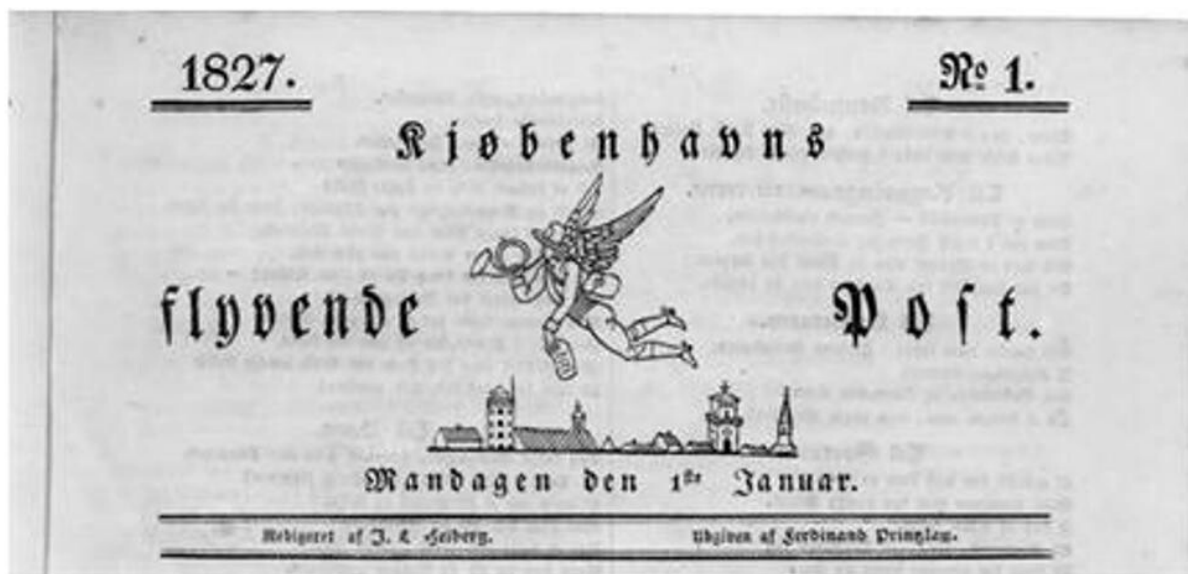 1827.
No 1.
Kjøbenhavns
flyvende Post.
Mandagen den 1ste Januar.
Redigeret af J. L. Heiberg.
Udgiven af Ferdinand Printzlau.